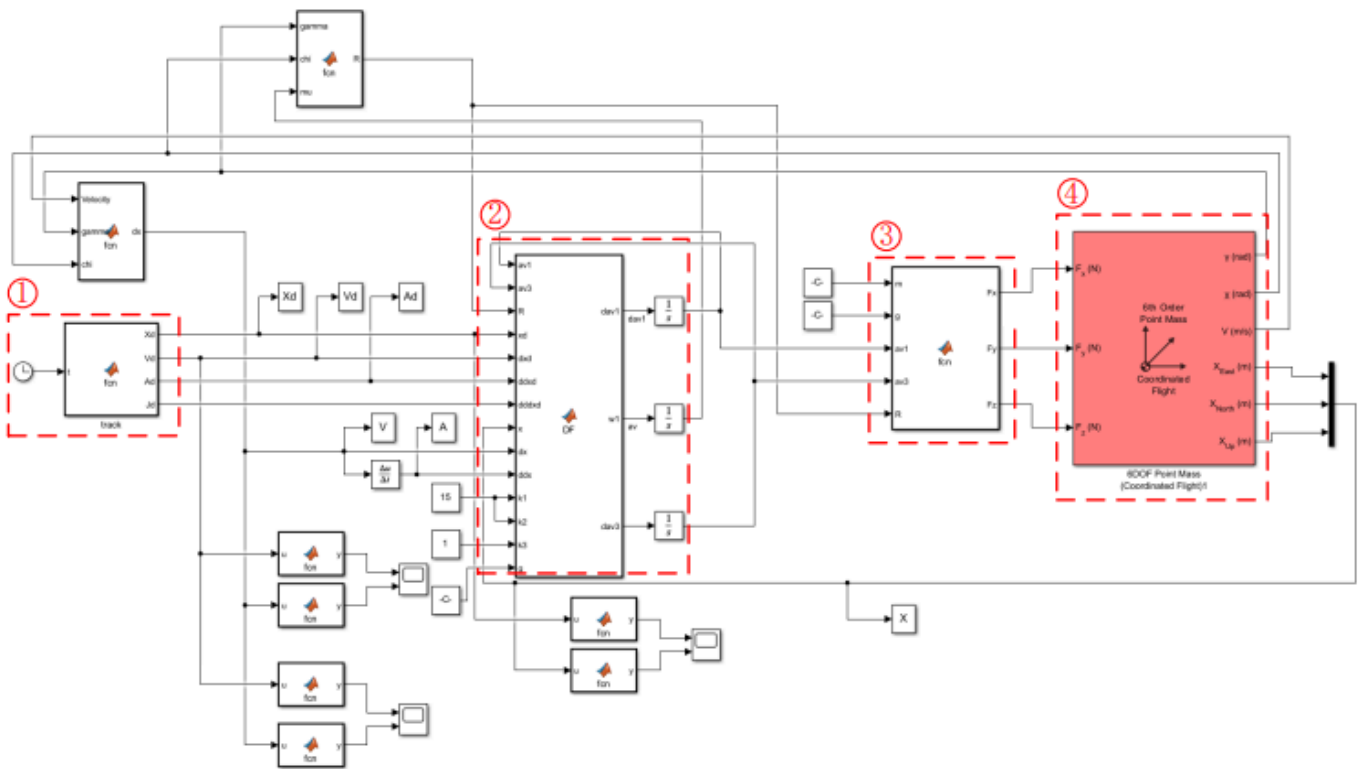 gamma
chi
mu
R
fcn
Velocity
gamma
chi
dx
fcn
①
t
Xd
Vd
Ad
Jd
fcn
track
Xd
Vd
Ad
V
A
Δu
Δt
15
1
-C-
②
av1
av3
R
xd
dxd
ddxd
dddxd
x
dx
ddx
k1
k2
k3
g
DF
dav1
w1
dav3
dav1
av
1
s
1
s
1
s
-C-
-C-
③
m
g
av1
av3
R
fcn
Fx
Fy
Fz
④
Fx (N)
Fy (N)
Fz (N)
6th Order
Point Mass
Coordinated
Flight
γ (rad)
χ (rad)
V (m/s)
XEast (m)
XNorth (m)
XUp (m)
6DOF Point Mass
(Coordinated Flight)1
X
u
y
fcn
u
y
fcn
u
y
fcn
u
y
fcn
u
y
fcn
u
y
fcn